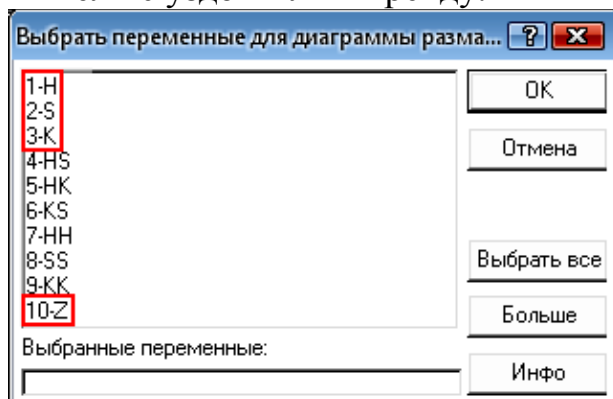 Выбрать переменные для диаграммы разма...
1-H
2-S
3-K
4-HS
5-HK
6-KS
7-HH
8-SS
9-KK
10-Z
Выбранные переменные:
OK
Отмена
Выбрать все
Больше
Инфо